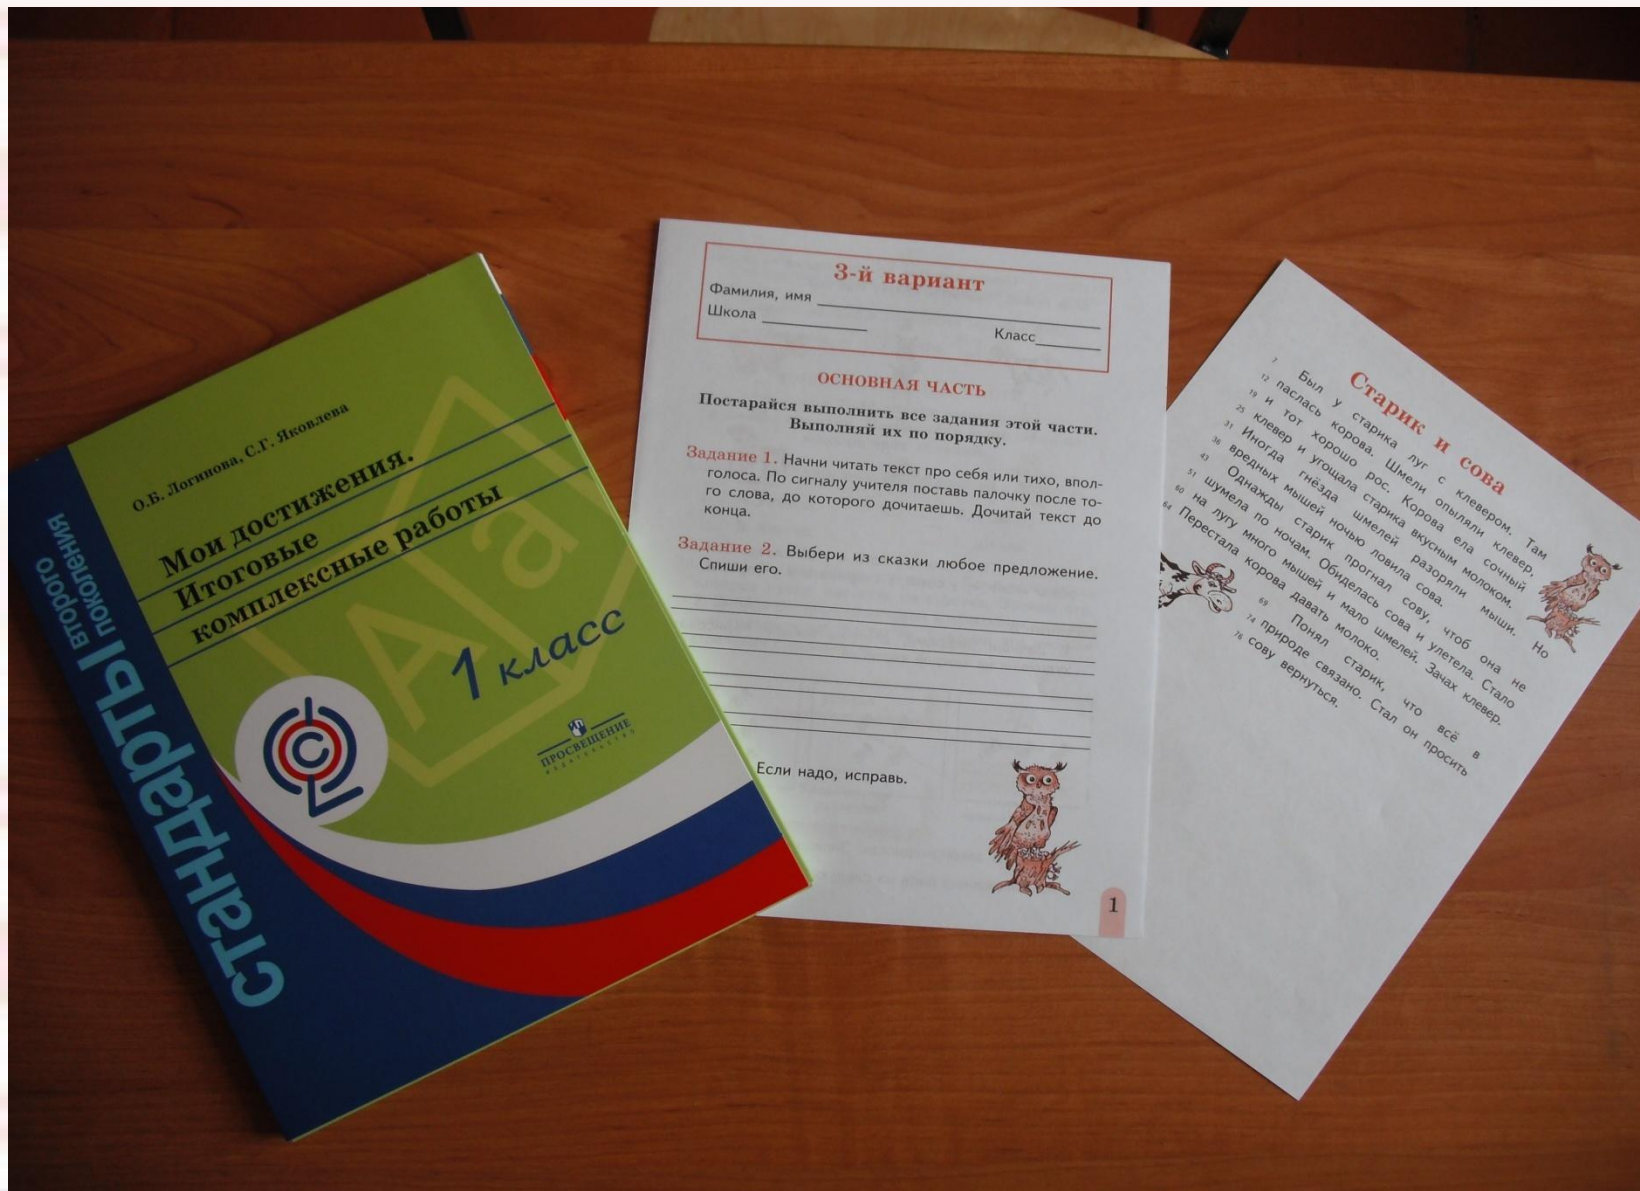 стандарты второго
поколения
О.Б. Логинова, С.Г. Яковлева
Мои достижения.
Итоговые
комплексные работы
1 класс
ПРОСВЕЩЕНИЕ
ИЗДАТЕЛЬСТВО
3-й вариант
Фамилия, имя
Школа
Класс
ОСНОВНАЯ ЧАСТЬ
Постарайся выполнить все задания этой части.
Выполняй их по порядку.
Задание 1. Начни читать текст про себя или тихо, впол-
голоса. По сигналу учителя поставь палочку после то-
го слова, до которого дочитаешь. Дочитай текст до
конца.
Задание 2. Выбери из сказки любое предложение.
Спиши его.
Если надо, исправь.
1
Старик и сова
7 Был у старика луг с клевером. Там
12 паслась корова. Шмели опыляли клевер,
19 и тот хорошо рос. Корова ела сочный
25 клевер и угощала старика вкусным молоком.
31 Иногда гнёзда шмелей разоряли мыши. Но
36 вредных мышей ночью ловила сова.
43 Однажды старик прогнал сову, чтоб она не
51 шумела по ночам. Обиделась сова и улетела. Стало
60 на лугу много мышей и мало шмелей. Зачах клевер.
64 Перестала корова давать молоко.
69 Понял старик, что всё в
74 природе связано. Стал он просить
76 сову вернуться.